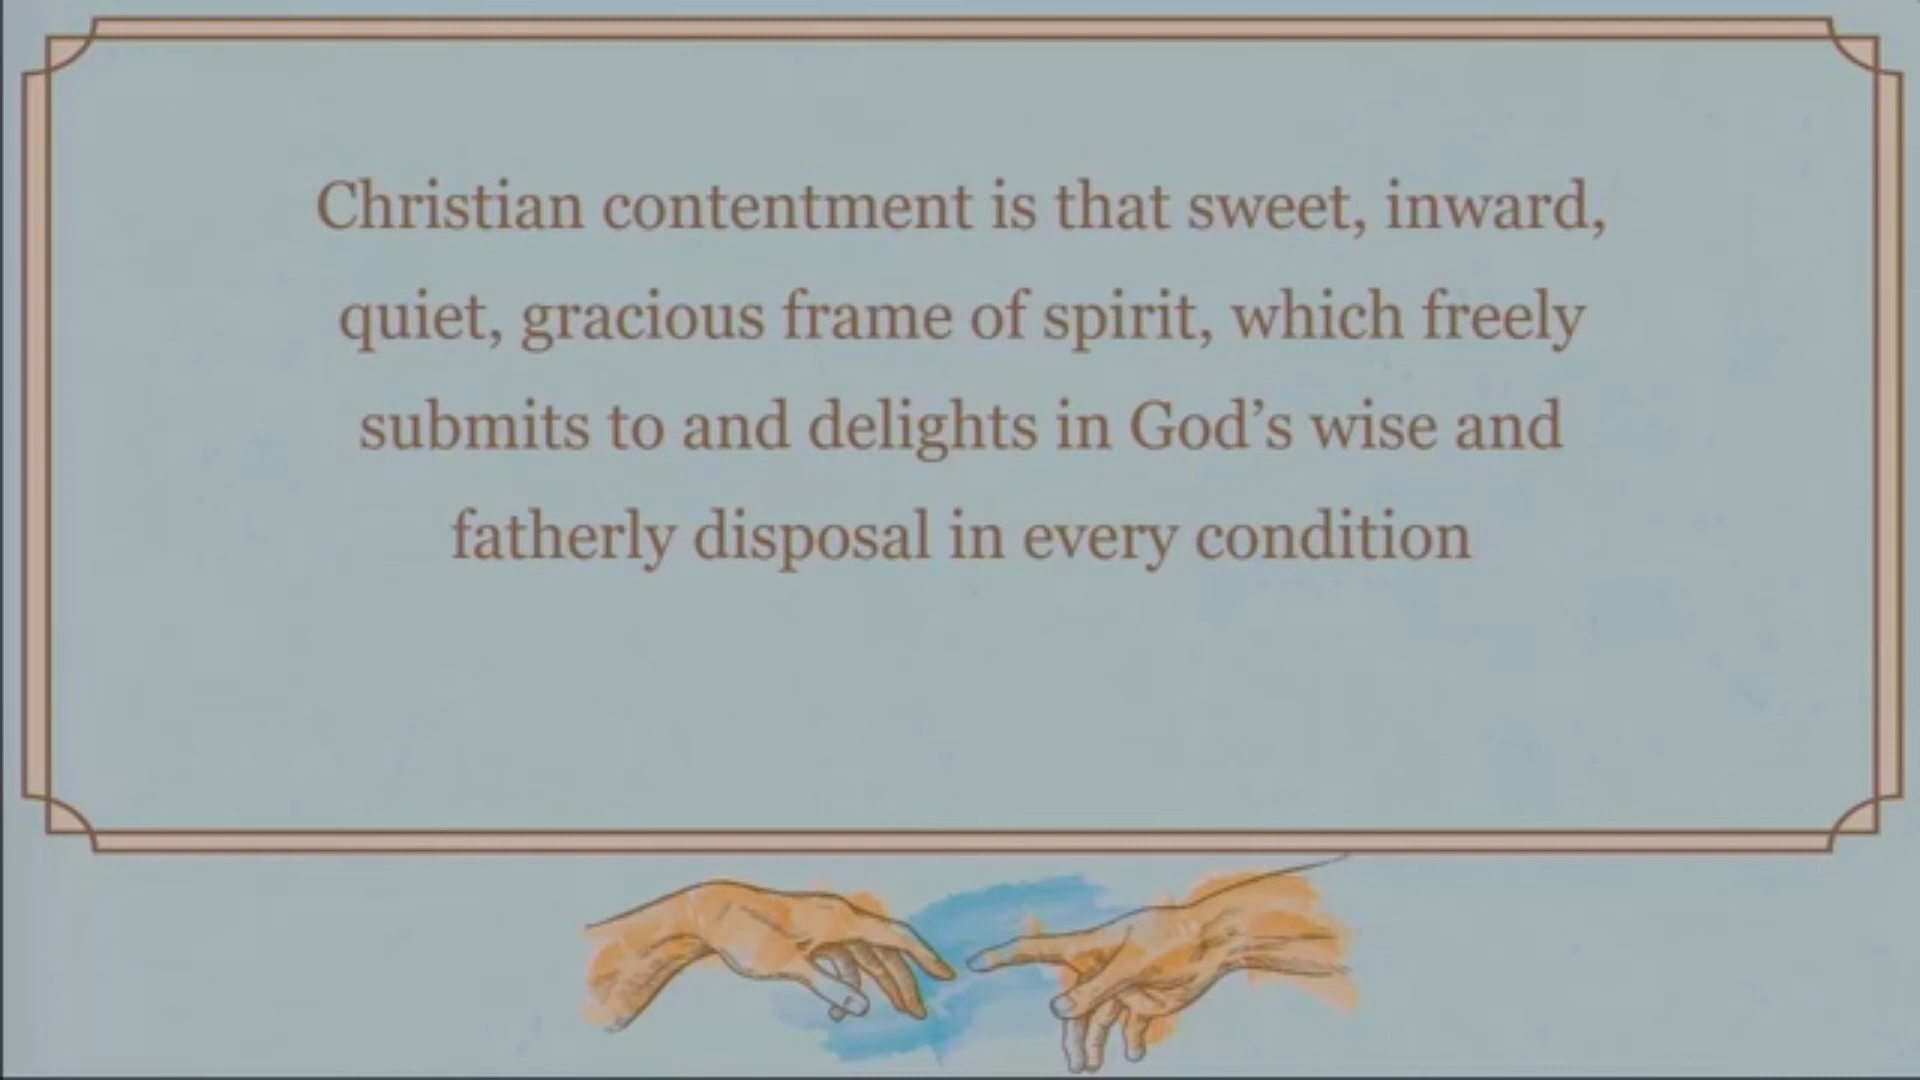 Christian contentment is that sweet, inward,
quiet, gracious frame of spirit, which freely
submits to and delights in God’s wise and
fatherly disposal in every condition